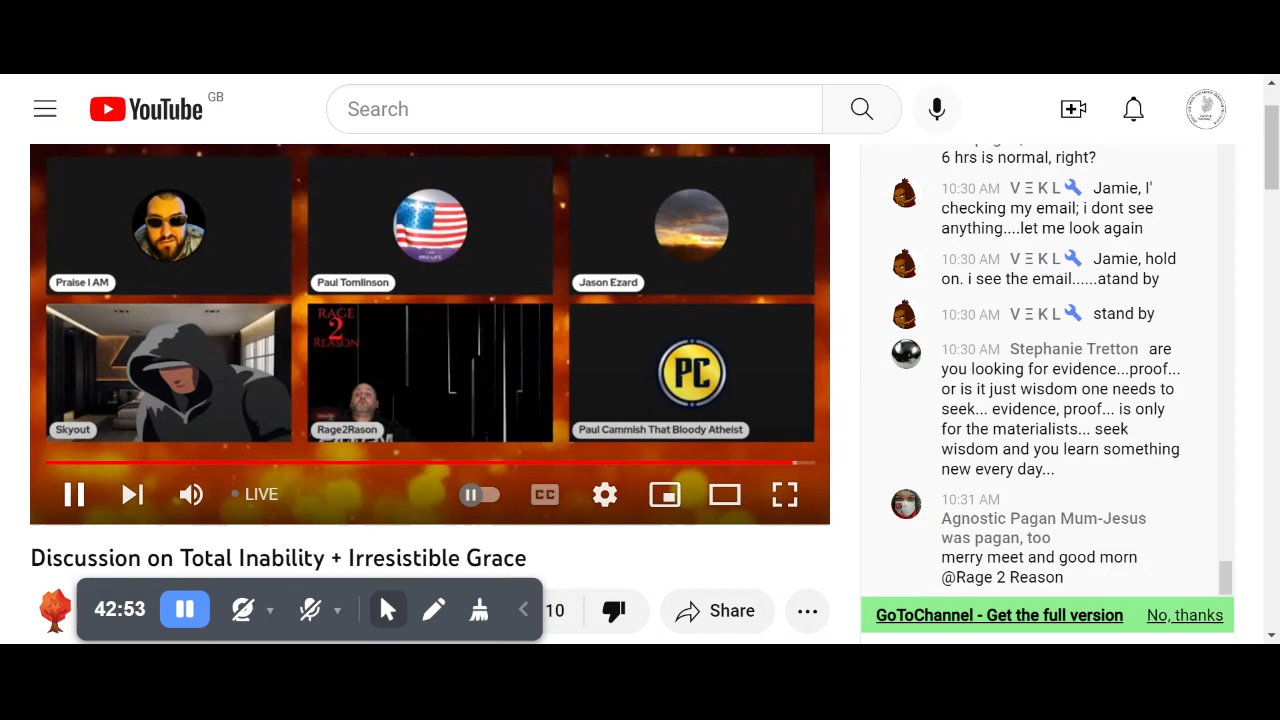 YouTube GB
Search
Praise I AM
PRO-LIFE
Paul Tomlinson
Jason Ezard
Skyout
RAGE
2
REASON
Rage2Rason
PC
Paul Cammish That Bloody Atheist
LIVE
CC
Discussion on Total Inability + Irresistible Grace
42:53
10
Share
6 hrs is normal, right?
10:30 AM V Ξ K L Jamie, I'
checking my email; i dont see
anything....let me look again
10:30 AM V Ξ K L Jamie, hold
on. i see the email......atand by
10:30 AM V Ξ K L stand by
10:30 AM Stephanie Tretton are
you looking for evidence...proof...
or is it just wisdom one needs to
seek... evidence, proof... is only
for the materialists... seek
wisdom and you learn something
new every day...
10:31 AM
Agnostic Pagan Mum-Jesus
was pagan, too
merry meet and good morn
@Rage 2 Reason
GoToChannel - Get the full version No, thanks